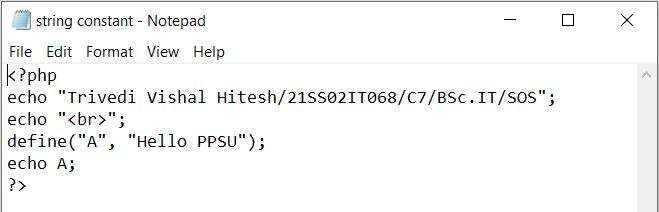 string constant - Notepad
File Edit Format View Help
<?php
echo "Trivedi Vishal Hitesh/21SS02IT068/C7/BSc.IT/SOS";
echo "<br>";
define("A", "Hello PPSU");
echo A;
?>